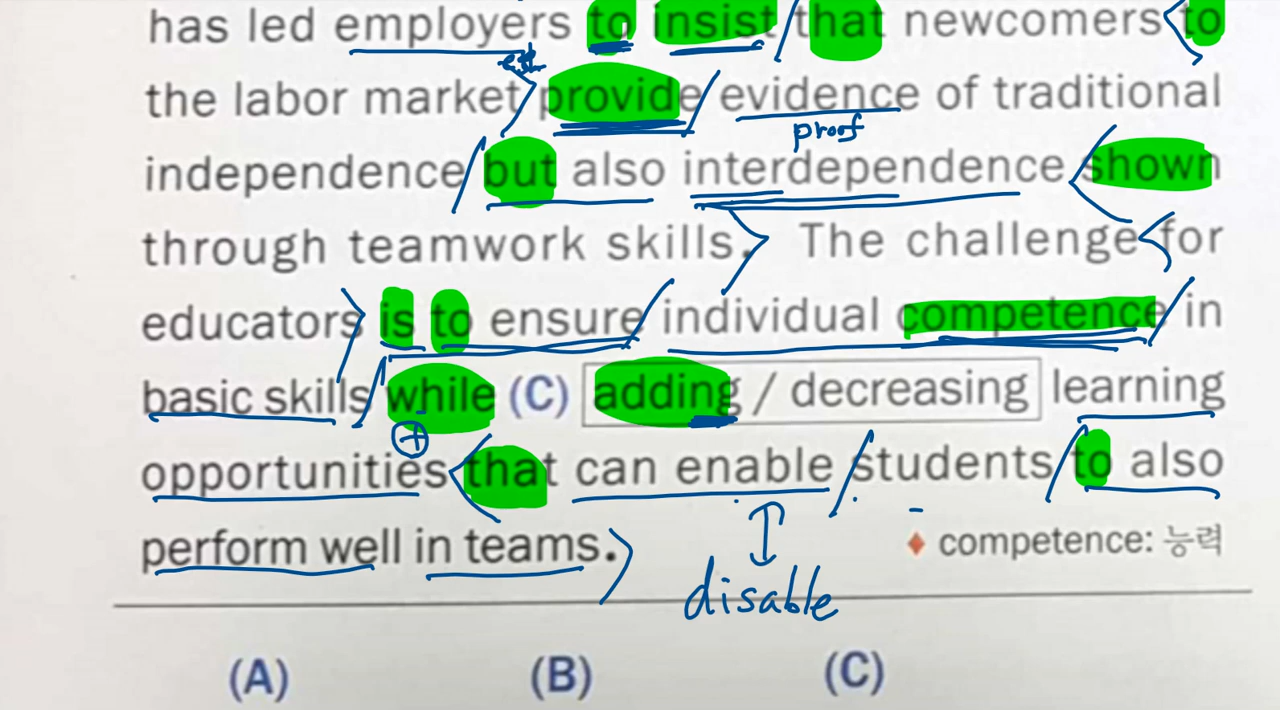 has led employers to insist that newcomers to
the labor market provide evidence of traditional
proof
independence but also interdependence shown
through teamwork skills. The challenge for
educators is to ensure individual competence in
basic skills while (C) adding / decreasing learning
opportunities that can enable students to also
perform well in teams. ♦ competence: 능력
disable
(A) (B) (C)